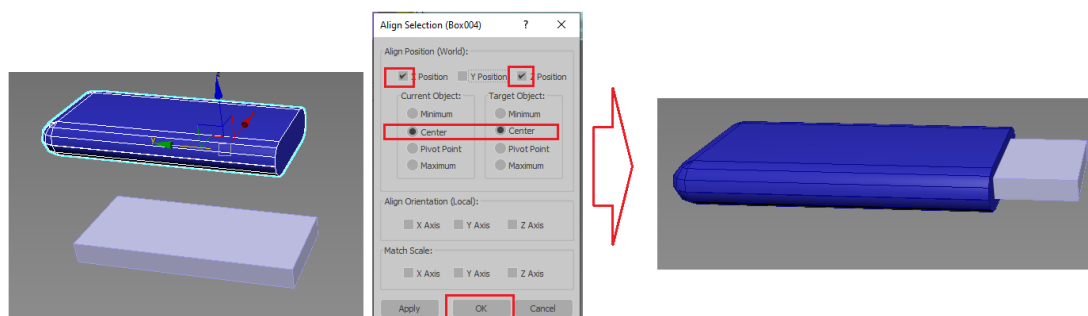 Align Selection (Box004) ? X
Align Position (World):
X Position Y Position Z Position
Current Object: Target Object:
Minimum Minimum
Center Center
Pivot Point Pivot Point
Maximum Maximum
Align Orientation (Local):
X Axis Y Axis Z Axis
Match Scale:
X Axis Y Axis Z Axis
Apply OK Cancel